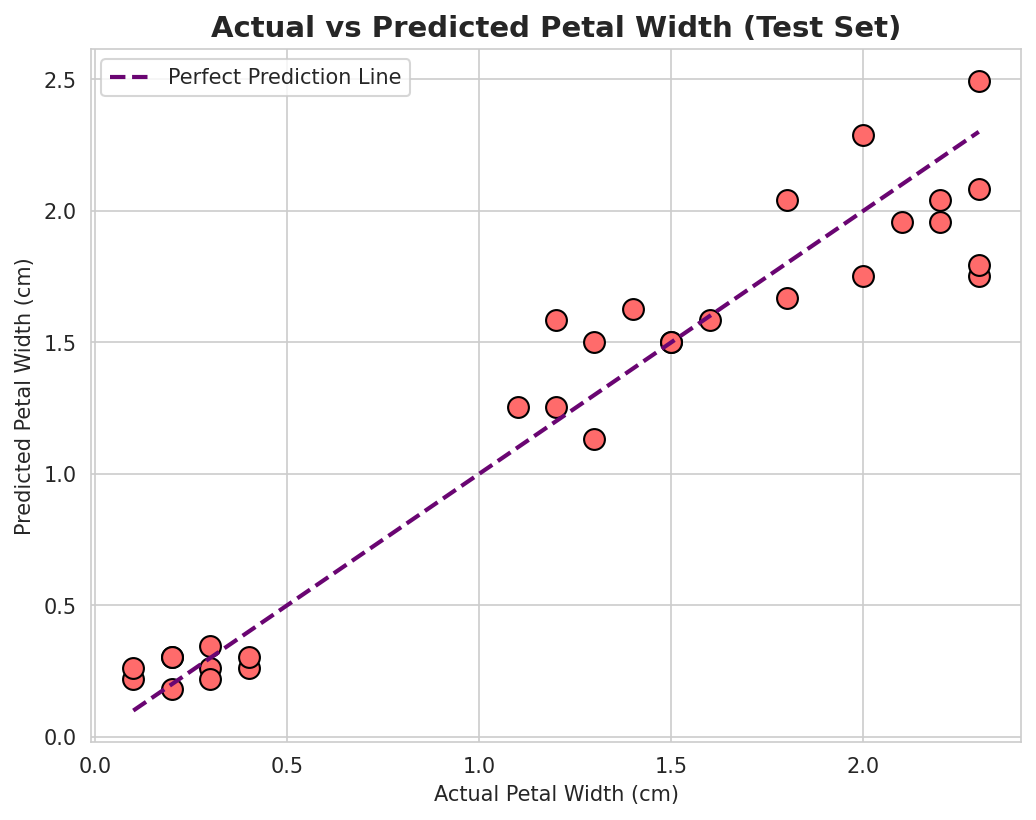 Actual vs Predicted Petal Width (Test Set)
Perfect Prediction Line
Predicted Petal Width (cm)
2.5
2.0
1.5
1.0
0.5
0.0
0.0 0.5 1.0 1.5 2.0
Actual Petal Width (cm)